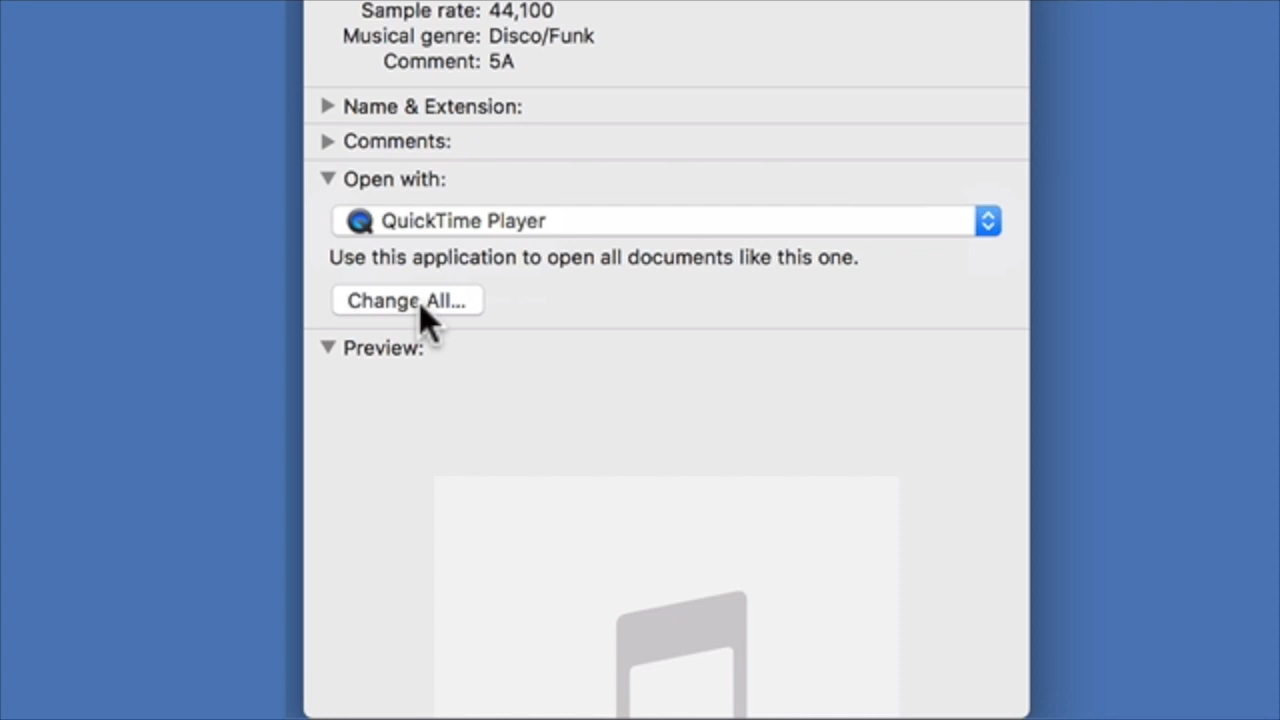 Sample rate: 44,100
Musical genre: Disco/Funk
Comment: 5A
Name & Extension:
Comments:
Open with:
QuickTime Player
Use this application to open all documents like this one.
Change All...
Preview: